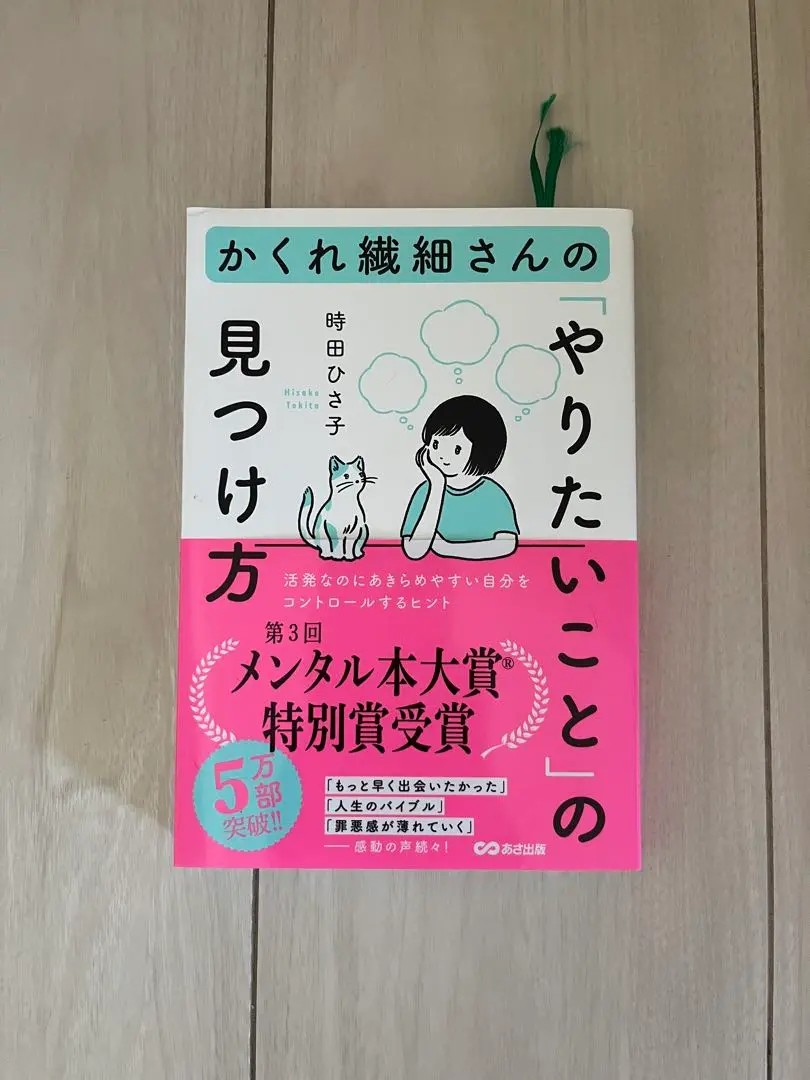 かくれ繊細さんの
「やりたいこと」の
見つけ方
時田ひさ子
Hisako
Tokita
活発なのにあきらめやすい自分を
コントロールするヒント
第3回
メンタル本大賞®
特別賞受賞
5万部
突破!!
「もっと早く出会いたかった」
「人生のバイブル」
「罪悪感が薄れていく」
――感動の声続々!
あさ出版